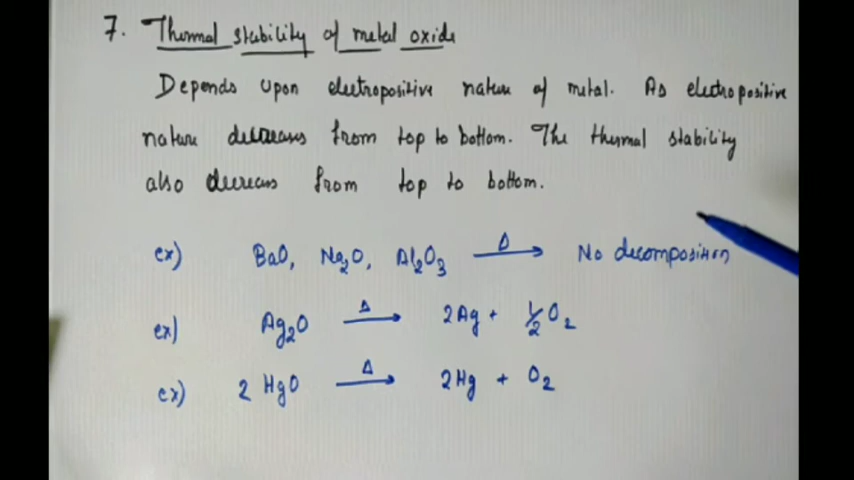 7. Thermal stability of metal oxide
Depends upon electropositive nature of metal. As electropositive
nature decreases from top to bottom. The thermal stability
also decreas from top to bottom.
ex) BaO, Na₂O, Al₂O₃ —Δ→ No decomposition
ex) Ag₂O —Δ→ 2Ag + ½O₂
ex) 2 HgO —Δ→ 2Hg + O₂